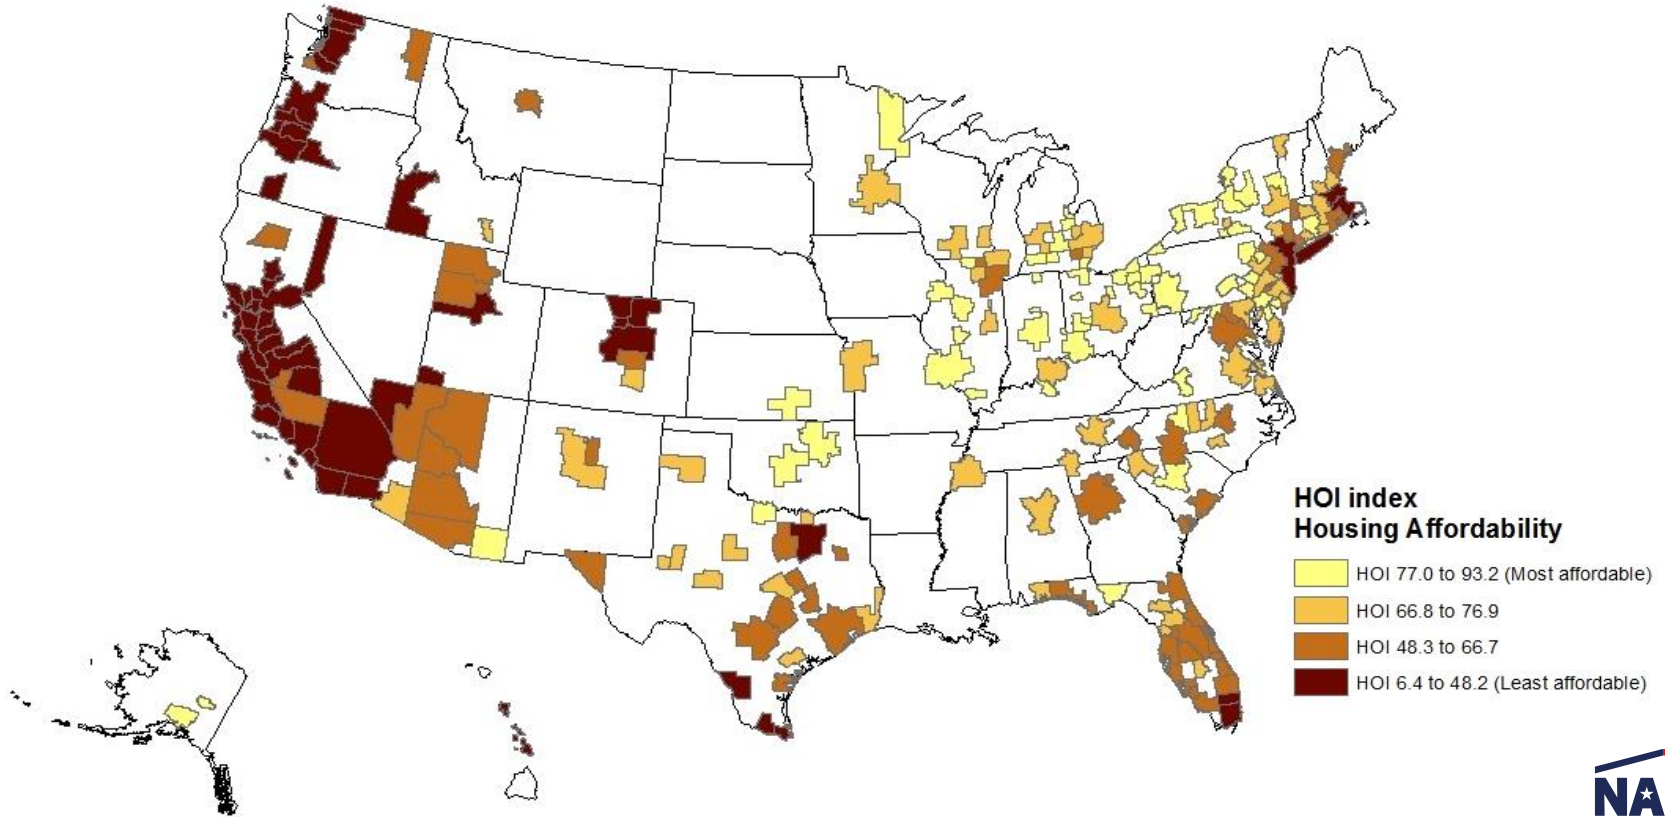 HOI index
Housing Affordability
HOI 77.0 to 93.2 (Most affordable)
HOI 66.8 to 76.9
HOI 48.3 to 66.7
HOI 6.4 to 48.2 (Least affordable)
NA